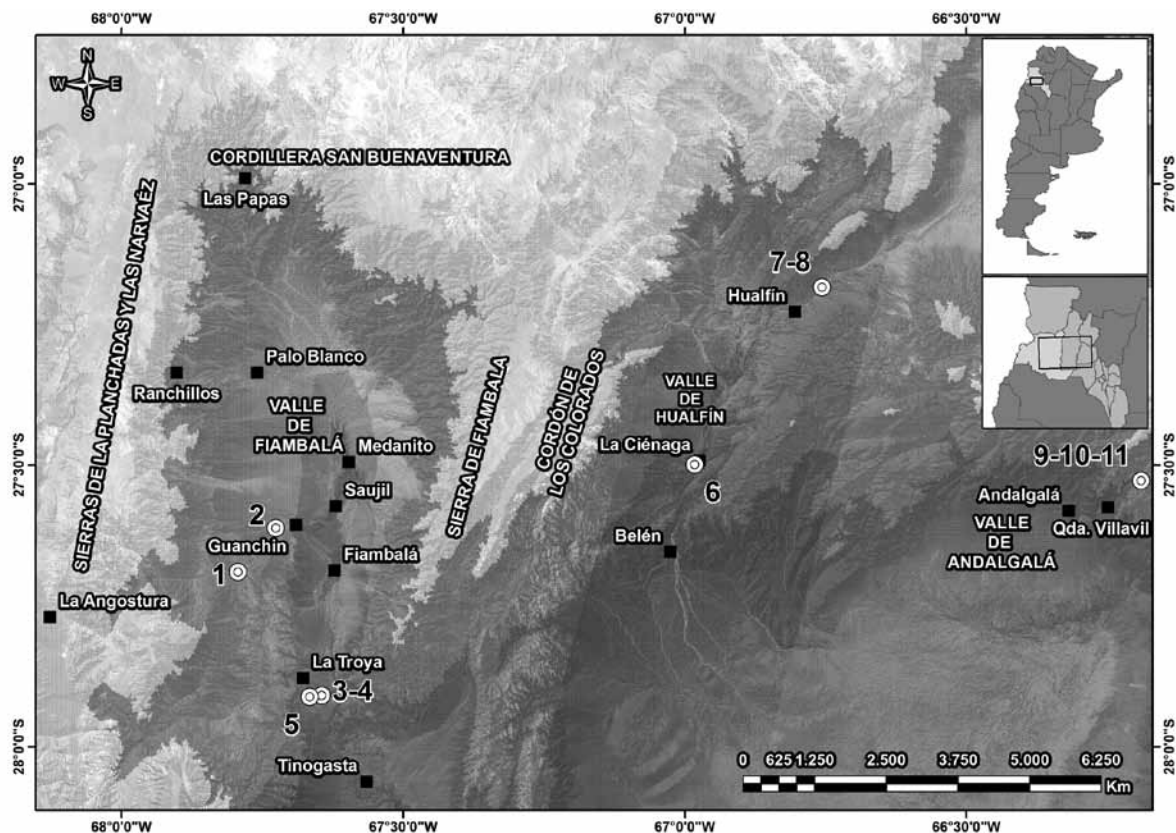 68°0'0"W 67°30'0"W 67°0'0"W 66°30'0"W
N
W E
S
CORDILLERA SAN BUENAVENTURA
Las Papas
27°0'0"S
27°0'0"S
SIERRAS DE LA PLANCHADAS Y LAS NARVAÉZ
7-8
Hualfín
Palo Blanco
Ranchillos
VALLE
DE
FIAMBALÁ
Medanito
SIERRA DE FIAMBALA
CORDÓN DE
LOS COLORADOS
VALLE
DE
HUALFÍN
La Ciénaga
6
27°30'0"S
27°30'0"S
9-10-11
Saujil
Andalgalá
Qda. Villavil
VALLE
DE
ANDALGALÁ
2
Guanchín
Belén
Fiambalá
1
La Angostura
La Troya
3-4
5
28°0'0"S
28°0'0"S
Tinogasta
0 625 1.250 2.500 3.750 5.000 6.250
Km
68°0'0"W 67°30'0"W 67°0'0"W 66°30'0"W